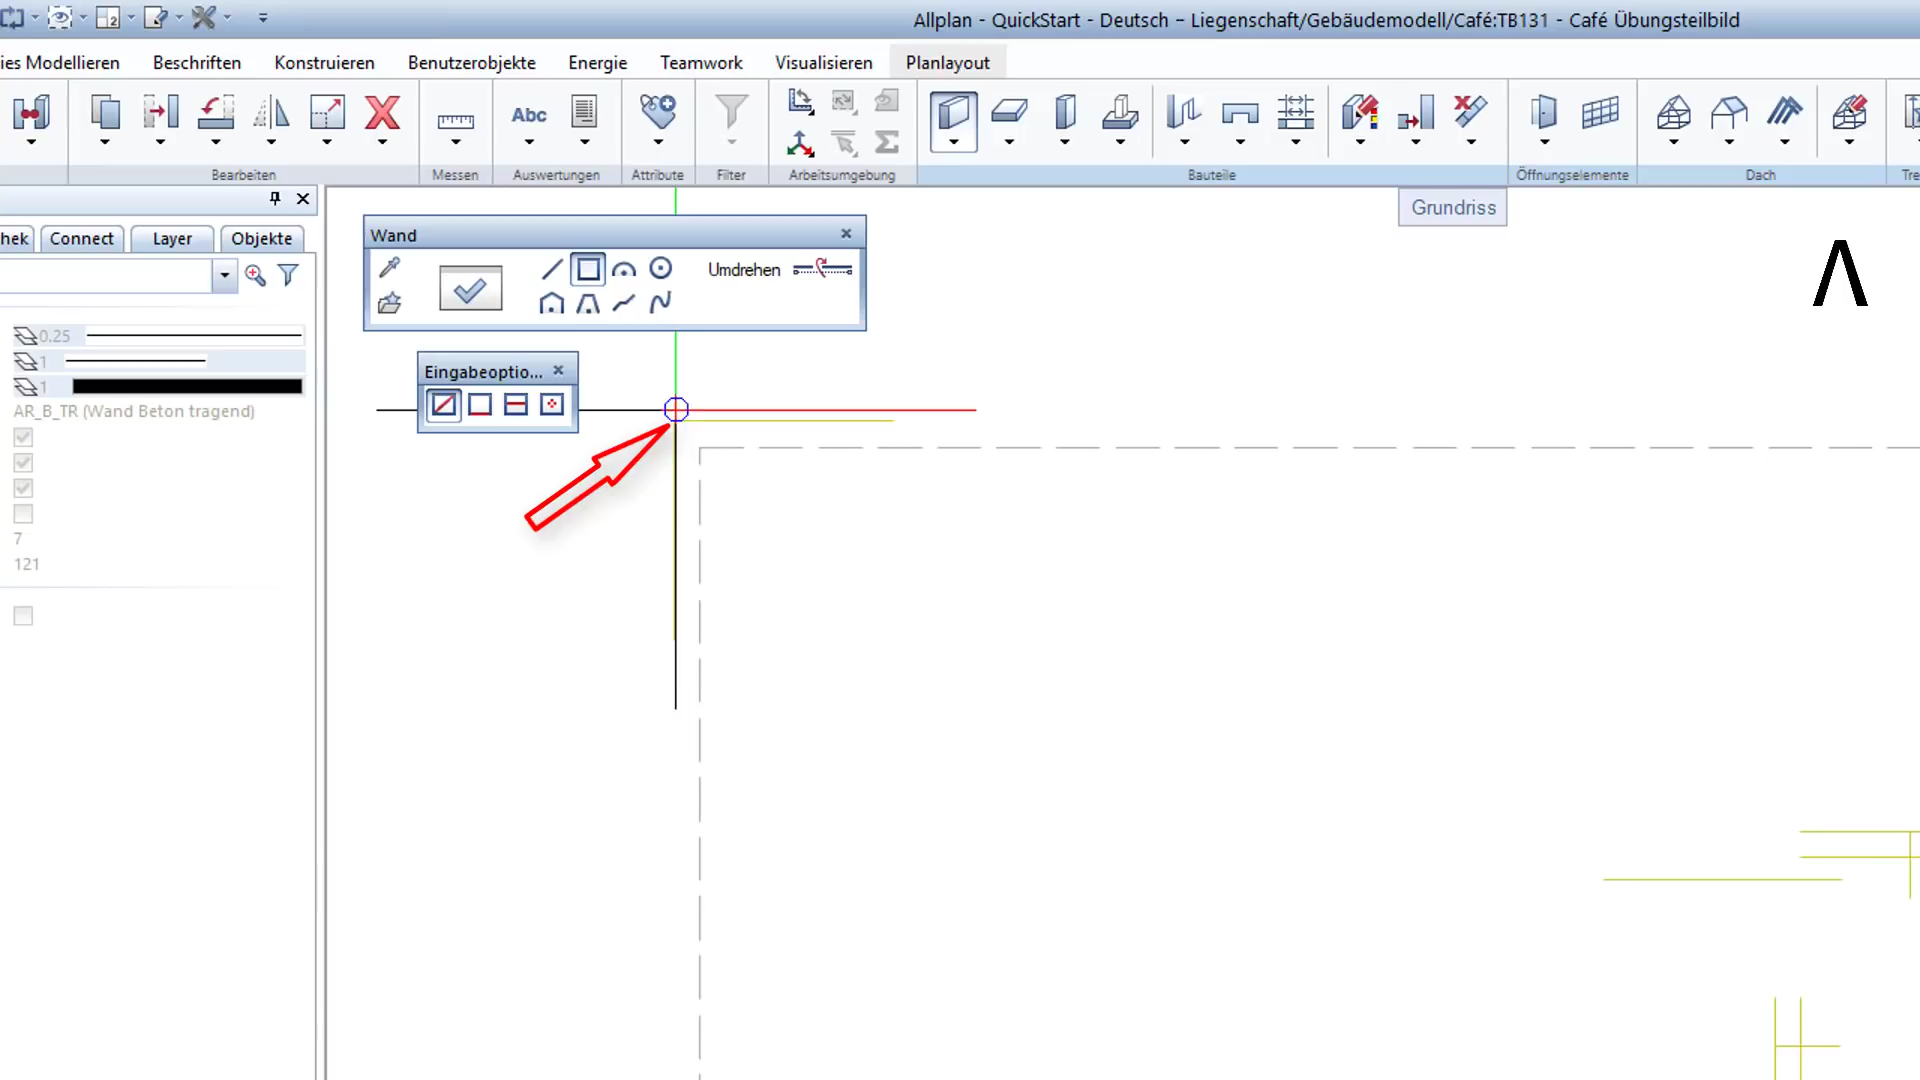 2
Allplan - QuickStart - Deutsch – Liegenschaft/Gebäudemodell/Café:TB131 - Café Übungsteilbild
ies Modellieren
Beschriften
Konstruieren
Benutzerobjekte
Energie
Teamwork
Visualisieren
Planlayout
Abc
Bearbeiten
Messen
Auswertungen
Attribute
Filter
Arbeitsumgebung
Bauteile
Öffnungselemente
Dach
Tre
Grundriss
hek
Connect
Layer
Objekte
Wand
Umdrehen
Eingabeoptio...
0.25
1
1
AR_B_TR (Wand Beton tragend)
7
121